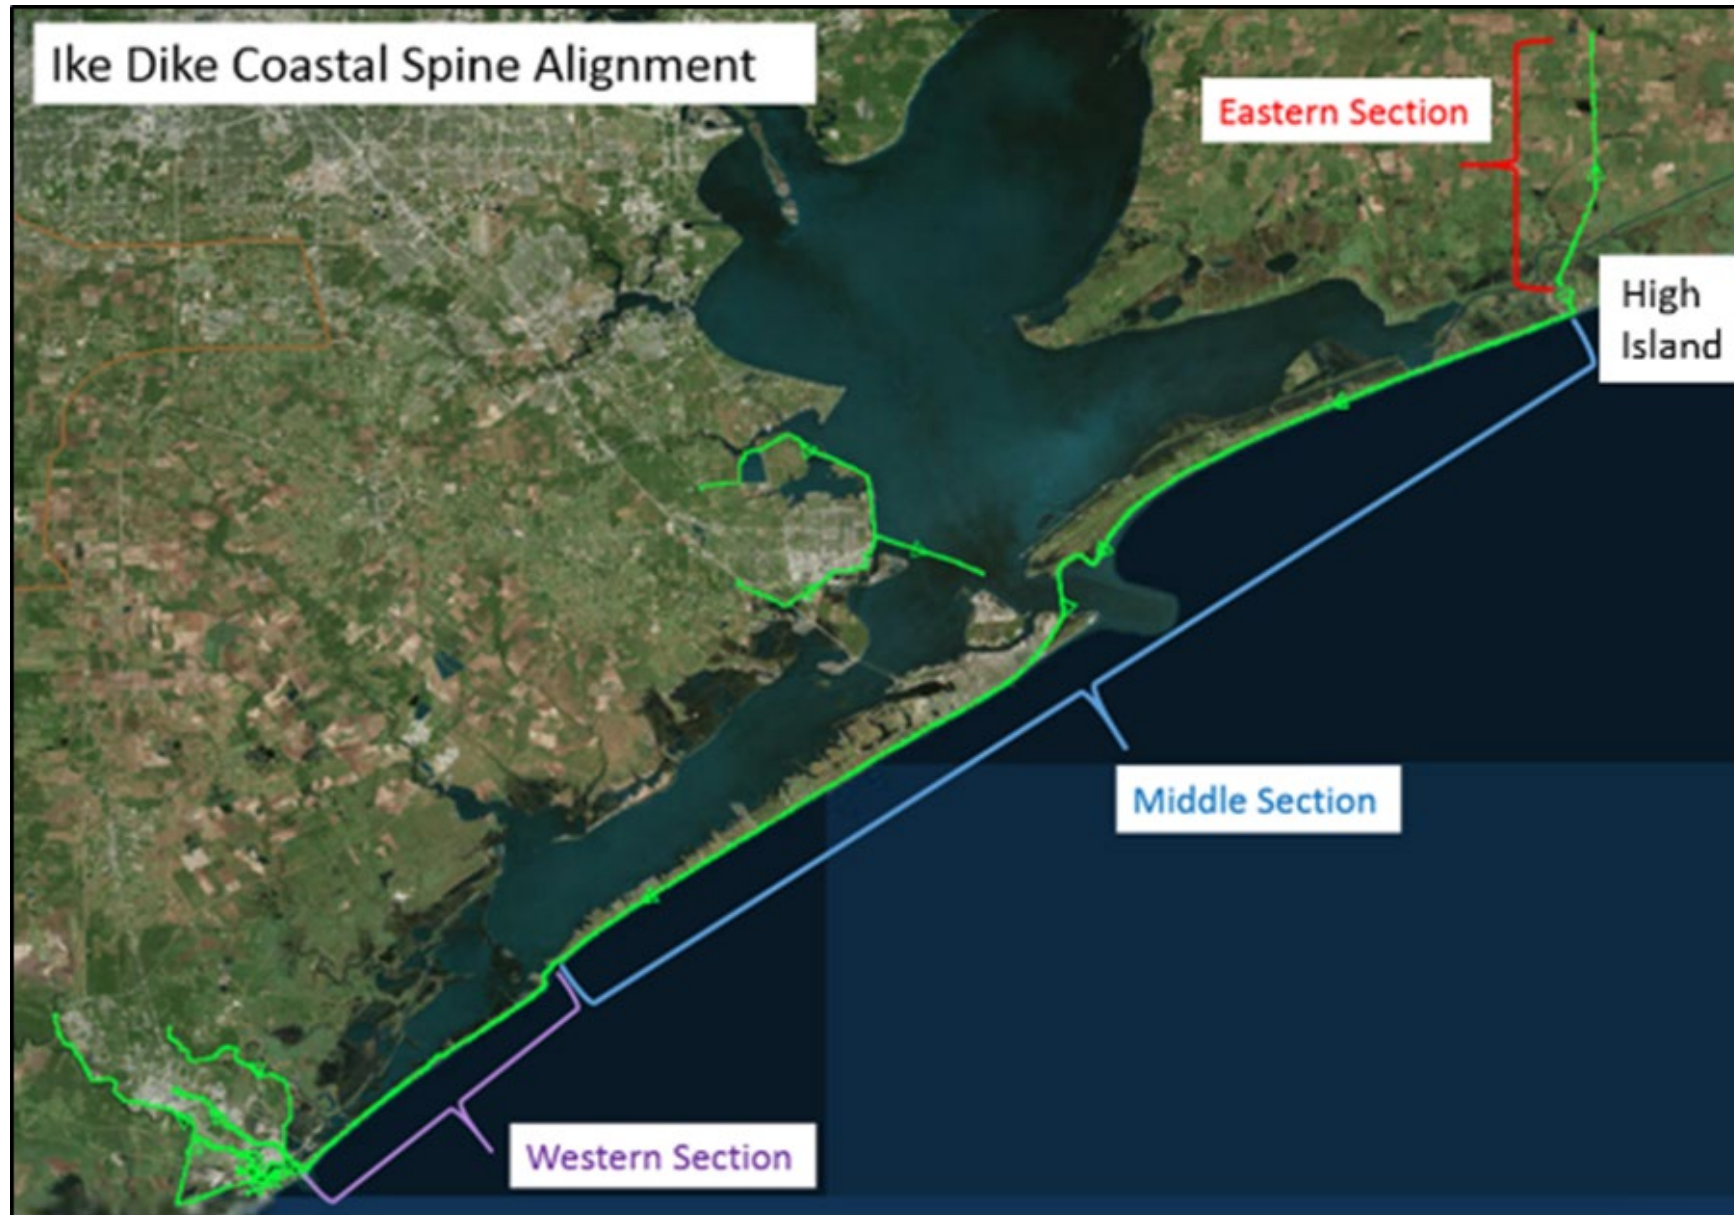 Ike Dike Coastal Spine Alignment
Eastern Section
High
Island
Middle Section
Western Section